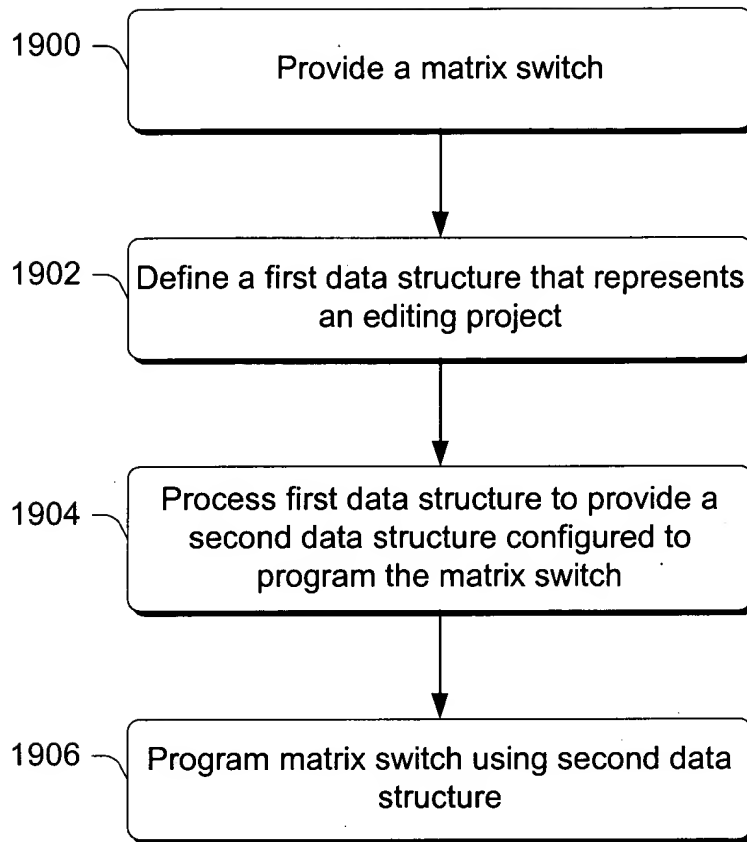 1900
Provide a matrix switch
1902
Define a first data structure that represents
an editing project
1904
Process first data structure to provide a
second data structure configured to
program the matrix switch
1906
Program matrix switch using second data
structure